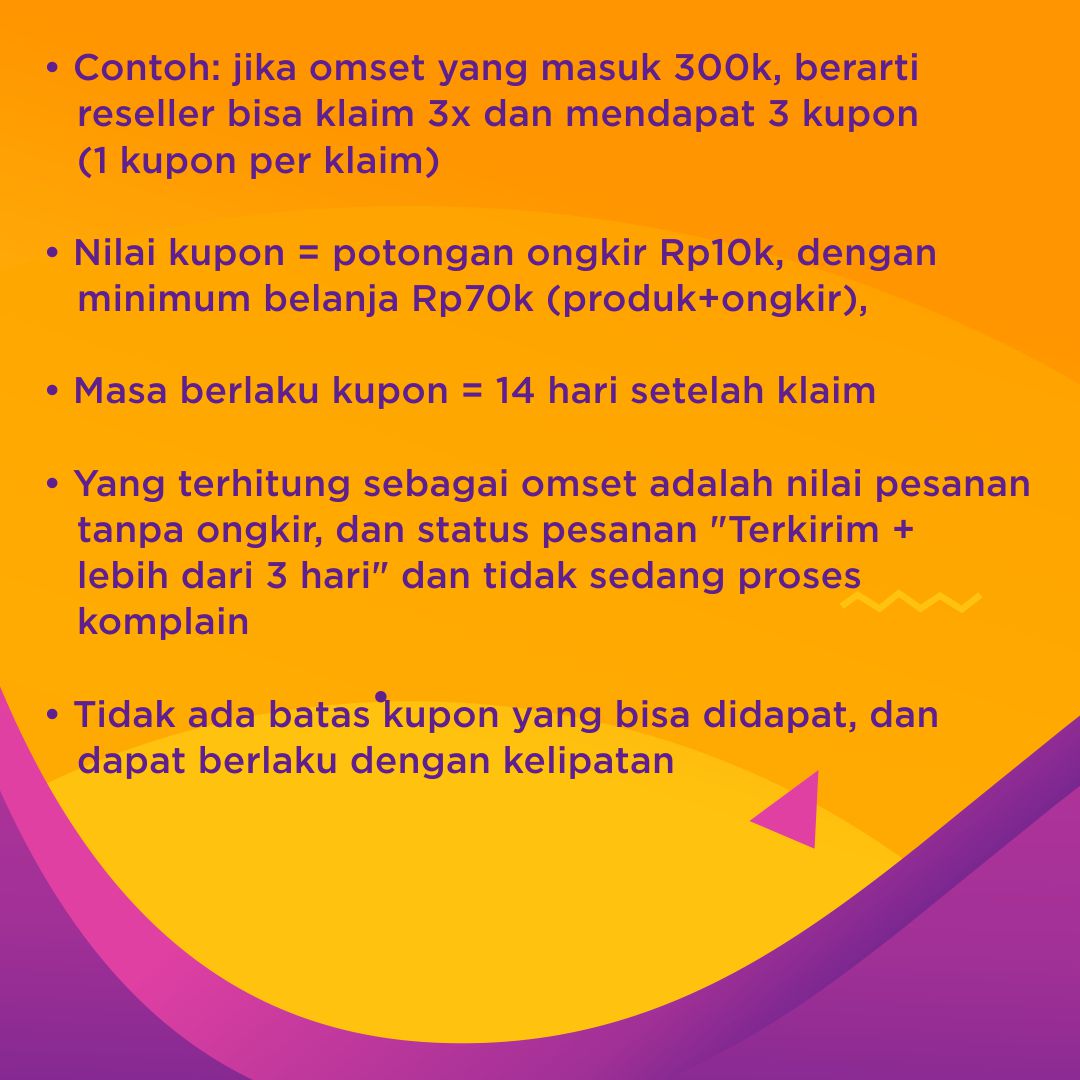 • Contoh: jika omset yang masuk 300k, berarti
reseller bisa klaim 3x dan mendapat 3 kupon
(1 kupon per klaim)
• Nilai kupon = potongan ongkir Rp10k, dengan
minimum belanja Rp70k (produk+ongkir),
• Masa berlaku kupon = 14 hari setelah klaim
• Yang terhitung sebagai omset adalah nilai pesanan
tanpa ongkir, dan status pesanan "Terkirim +
lebih dari 3 hari" dan tidak sedang proses
komplain
• Tidak ada batas kupon yang bisa didapat, dan
dapat berlaku dengan kelipatan